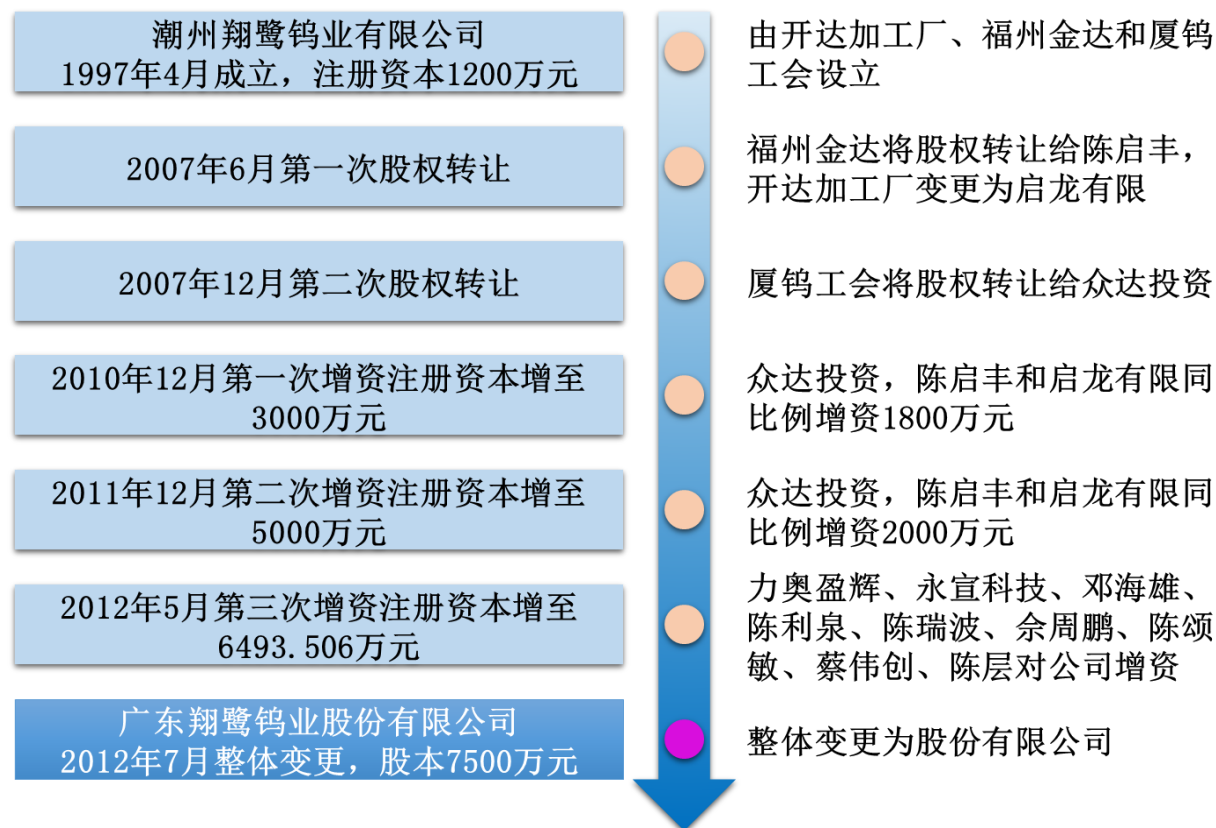 潮州翔鹭钨业有限公司
1997年4月成立，注册资本1200万元
由开达加工厂、福州金达和厦钨
工会设立
2007年6月第一次股权转让
福州金达将股权转让给陈启丰，
开达加工厂变更为启龙有限
2007年12月第二次股权转让
厦钨工会将股权转让给众达投资
2010年12月第一次增资注册资本增至
3000万元
众达投资，陈启丰和启龙有限同
比例增资1800万元
2011年12月第二次增资注册资本增至
5000万元
众达投资，陈启丰和启龙有限同
比例增资2000万元
2012年5月第三次增资注册资本增至
6493.506万元
力奥盈辉、永宣科技、邓海雄、
陈利泉、陈瑞波、佘周鹏、陈颂
敏、蔡伟创、陈层对公司增资
广东翔鹭钨业股份有限公司
2012年7月整体变更，股本7500万元
整体变更为股份有限公司